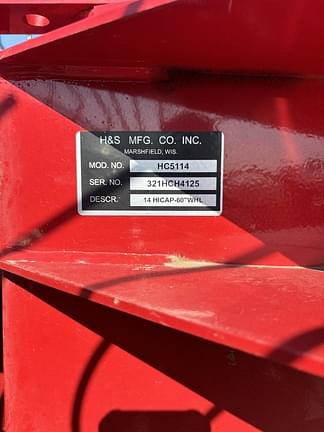 H&S MFG. CO. INC.
MARSHFIELD, WIS.
MOD. NO. HC5114
SER. NO. 321HCH4125
DESCR. 14 HICAP-60"WHL